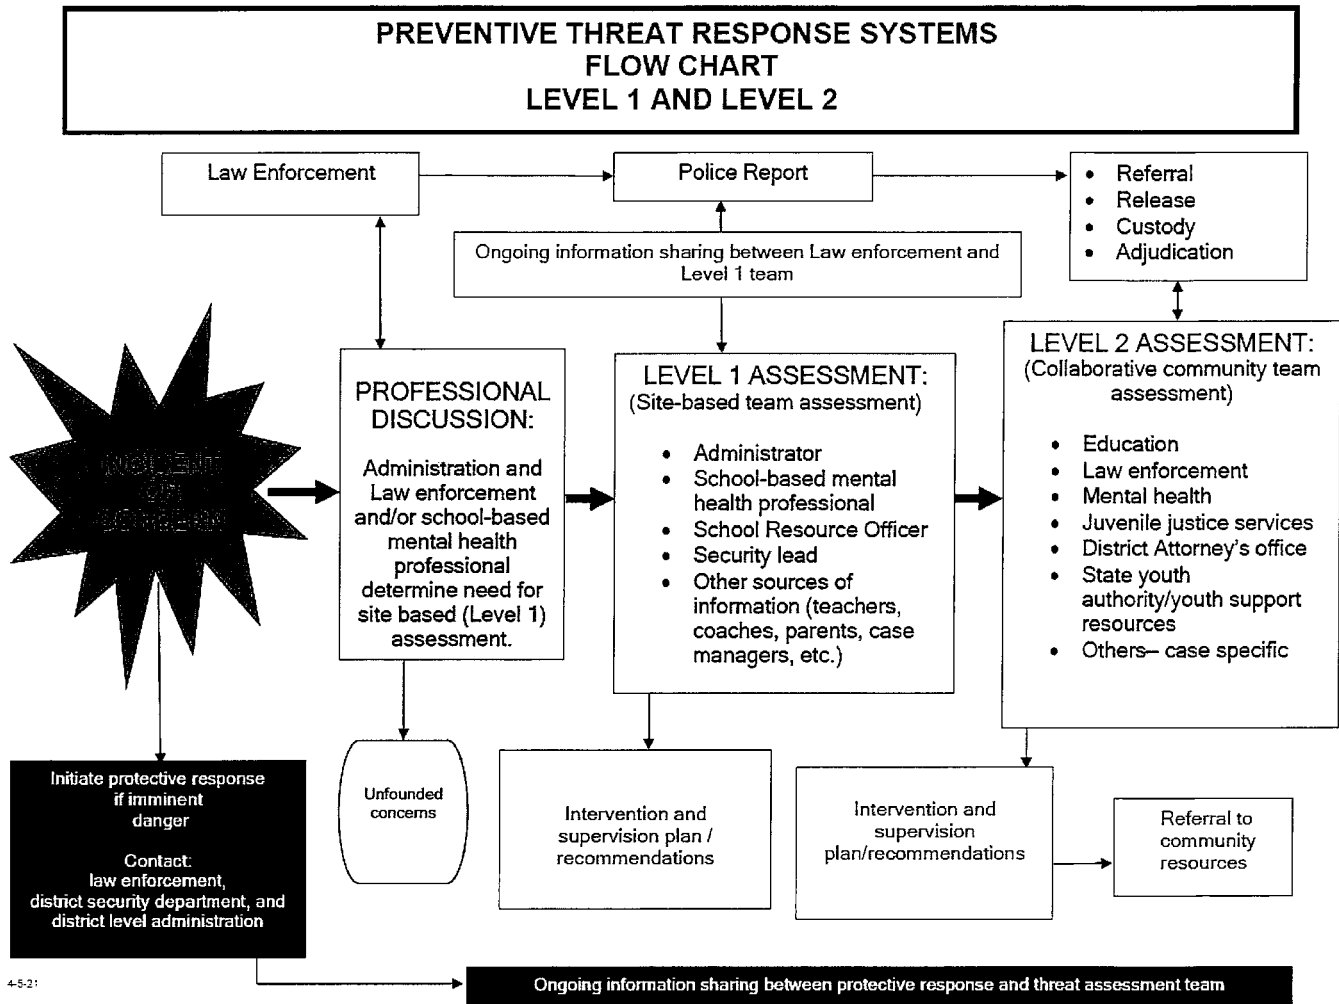 PREVENTIVE THREAT RESPONSE SYSTEMS
FLOW CHART
LEVEL 1 AND LEVEL 2
Law Enforcement
Police Report
• Referral
• Release
• Custody
• Adjudication
Ongoing information sharing between Law enforcement and
Level 1 team
INCIDENT
OR
CONCERN
PROFESSIONAL
DISCUSSION:
Administration and
Law enforcement
and/or school-based
mental health
professional
determine need for
site based (Level 1)
assessment.
LEVEL 1 ASSESSMENT:
(Site-based team assessment)
• Administrator
• School-based mental
health professional
• School Resource Officer
• Security lead
• Other sources of
information (teachers,
coaches, parents, case
managers, etc.)
LEVEL 2 ASSESSMENT:
(Collaborative community team
assessment)
• Education
• Law enforcement
• Mental health
• Juvenile justice services
• District Attorney's office
• State youth
authority/youth support
resources
• Others– case specific
Initiate protective response
if imminent
danger
Contact:
law enforcement,
district security department, and
district level administration
Unfounded
concerns
Intervention and
supervision plan /
recommendations
Intervention and
supervision
plan/recommendations
Referral to
community
resources
4-5-21
Ongoing information sharing between protective response and threat assessment team